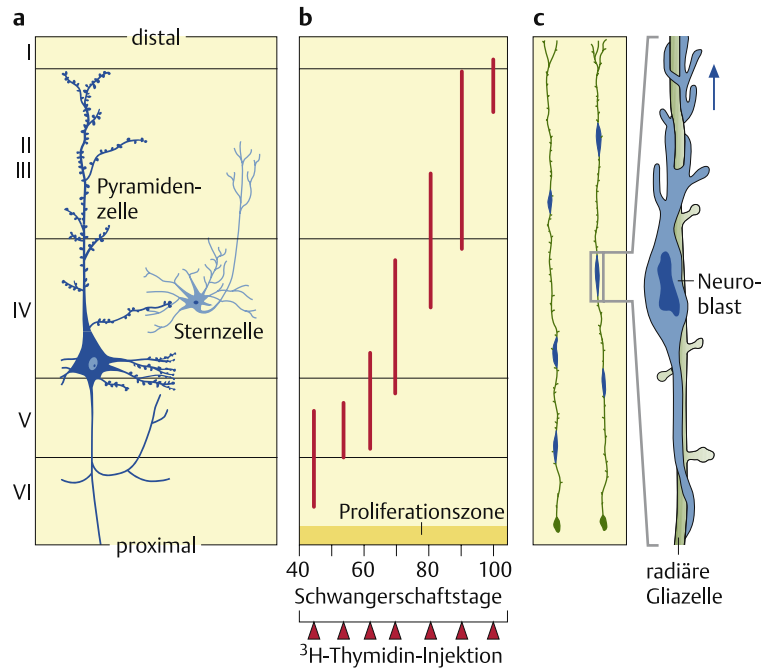 a
b
c
distal
I
II
III
IV
V
VI
Pyramiden-
zelle
Sternzelle
proximal
Proliferationszone
40 60 80 100
Schwangerschaftstage
³H-Thymidin-Injektion
Neuro-
blast
radiäre
Gliazelle